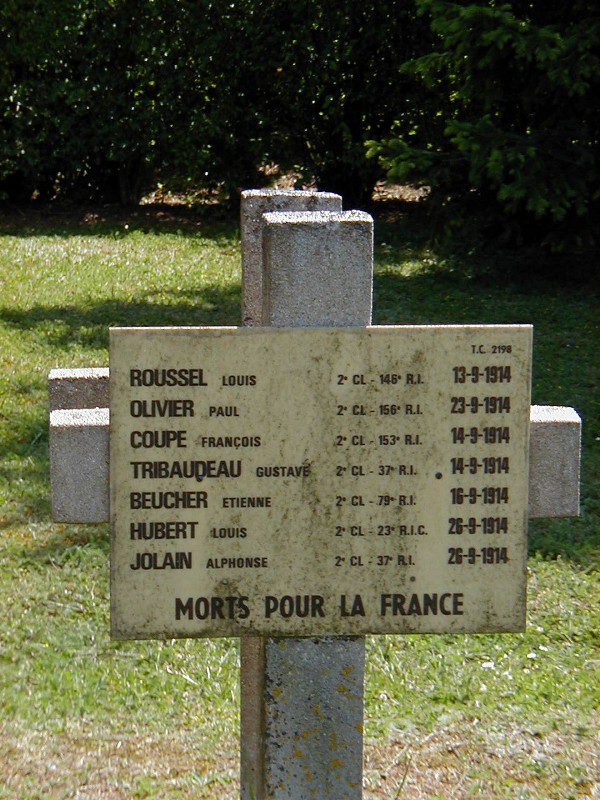 T.C. 2198
ROUSSEL LOUIS 2e CL - 146e R.I. 13-9-1914
OLIVIER PAUL 2e CL - 156e R.I. 23-9-1914
COUPE FRANÇOIS 2e CL - 153e R.I. 14-9-1914
TRIBAUDEAU GUSTAVE 2e CL - 37e R.I. 14-9-1914
BEUCHER ETIENNE 2e CL - 79e R.I. 16-9-1914
HUBERT LOUIS 2e CL - 23e R.I.C. 26-9-1914
JOLAIN ALPHONSE 2e CL - 37e R.I. 26-9-1914
MORTS POUR LA FRANCE